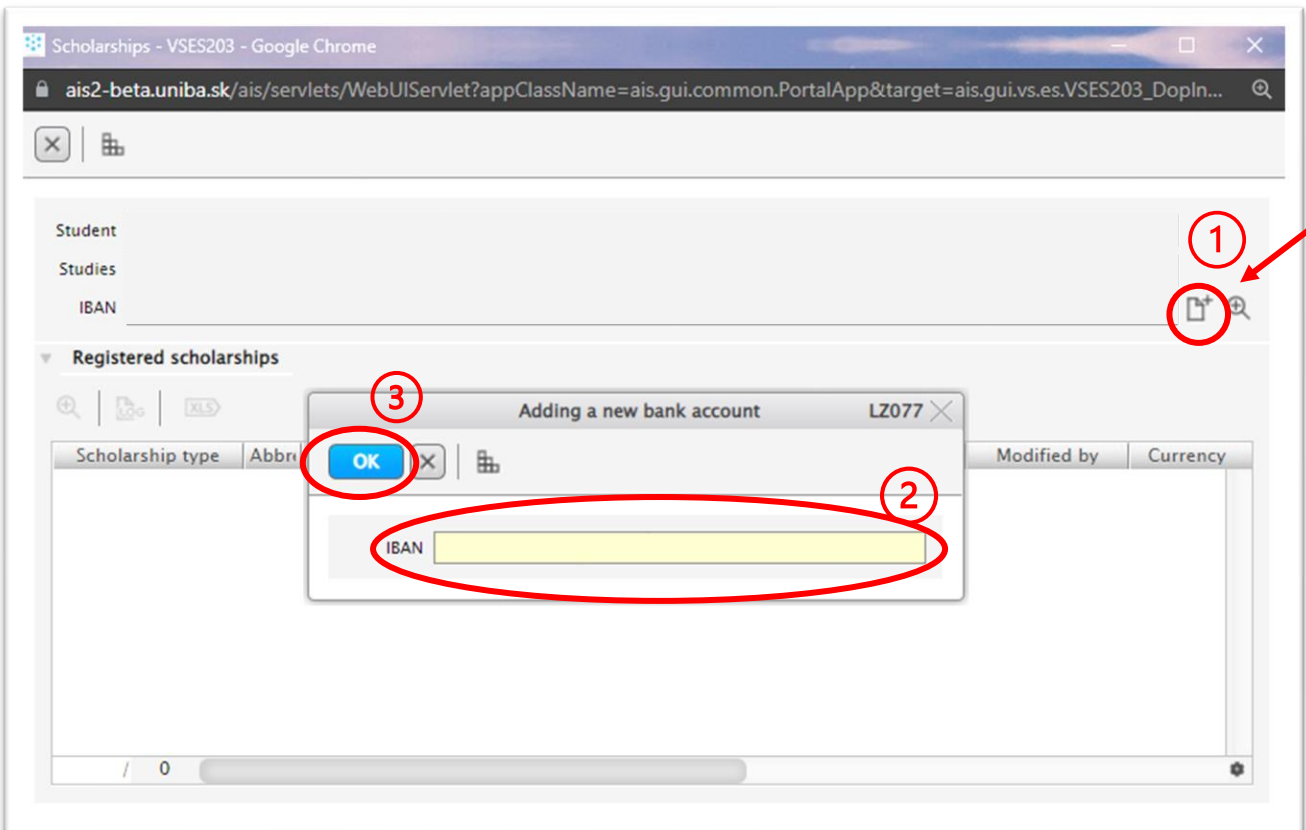 Scholarships - VSES203 - Google Chrome
ais2-beta.uniba.sk/ais/servlets/WebUIServlet?appClassName=ais.gui.common.PortalApp&target=ais.gui.vs.es.VSES203_DopIn...
Student
1
Studies
IBAN
Registered scholarships
LOG XLS
3
Adding a new bank account LZ077
Scholarship type Abbre Modified by Currency
OK
2
IBAN
/ 0